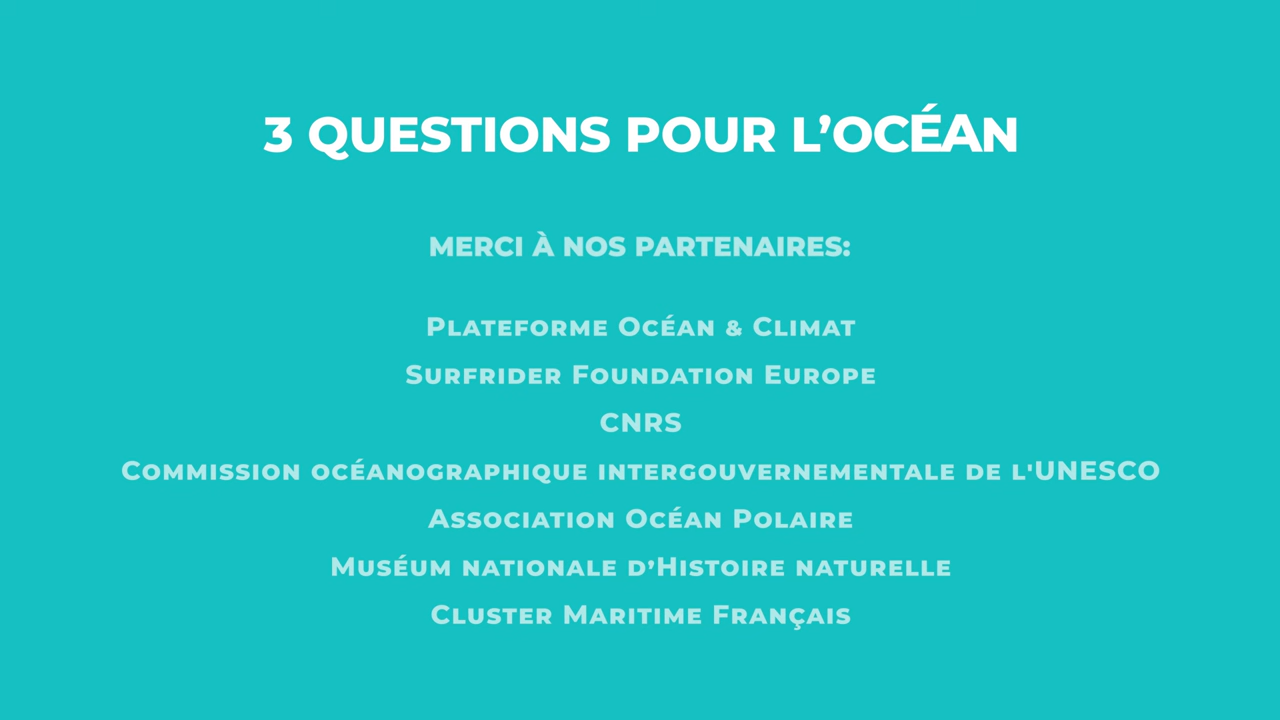 3 QUESTIONS POUR L’OCÉAN
MERCI À NOS PARTENAIRES:
Plateforme Océan & Climat
Surfrider Foundation Europe
CNRS
Commission océanographique intergouvernementale de l'UNESCO
Association Océan Polaire
Muséum nationale d’Histoire naturelle
Cluster Maritime Français